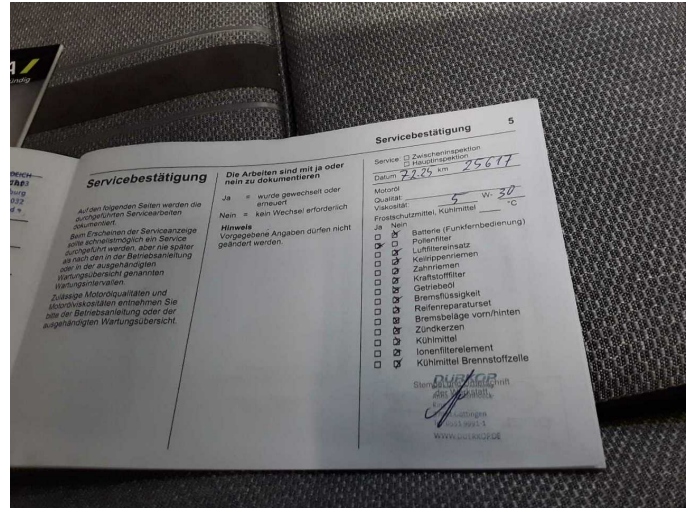 Servicebestätigung
Auf den folgenden Seiten werden die
durchgeführten Servicearbeiten
dokumentiert.
Beim Erscheinen der Serviceanzeige
sollte schnellstmöglich ein Service
durchgeführt werden, aber nie später
als nach den in der Betriebsanleitung
oder in der ausgehändigten
Wartungsübersicht genannten
Wartungsintervallen.
Zulässige Motorölqualitäten und
Motorölviskositäten entnehmen Sie
bitte der Betriebsanleitung oder der
ausgehändigten Wartungsübersicht.
Die Arbeiten sind mit ja oder
nein zu dokumentieren
Ja = wurde gewechselt oder
erneuert
Nein = kein Wechsel erforderlich
Hinweis
Vorgegebene Angaben dürfen nicht
geändert werden.
Servicebestätigung 5
Service: Zwischeninspektion
Hauptinspektion
Datum km 25617
Motoröl
Qualität:
Viskosität: 5 W- 30
Frostschutzmittel, Kühlmittel °C
Ja Nein
Batterie (Funkfernbedienung)
Pollenfilter
Luftfiltereinsatz
Keilrippenriemen
Zahnriemen
Kraftstofffilter
Getriebeöl
Bremsflüssigkeit
Reifenreparaturset
Bremsbeläge vorn/hinten
Zündkerzen
Kühlmittel
Ionenfilterelement
Kühlmittel Brennstoffzelle
DÜRKOP
der Werkstatt
Göttingen